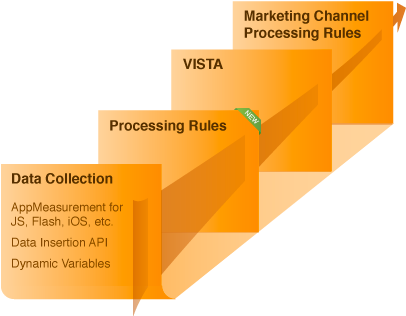 Marketing Channel
Processing Rules
VISTA
NEW
Processing Rules
Data Collection
AppMeasurement for
JS, Flash, iOS, etc.
Data Insertion API
Dynamic Variables